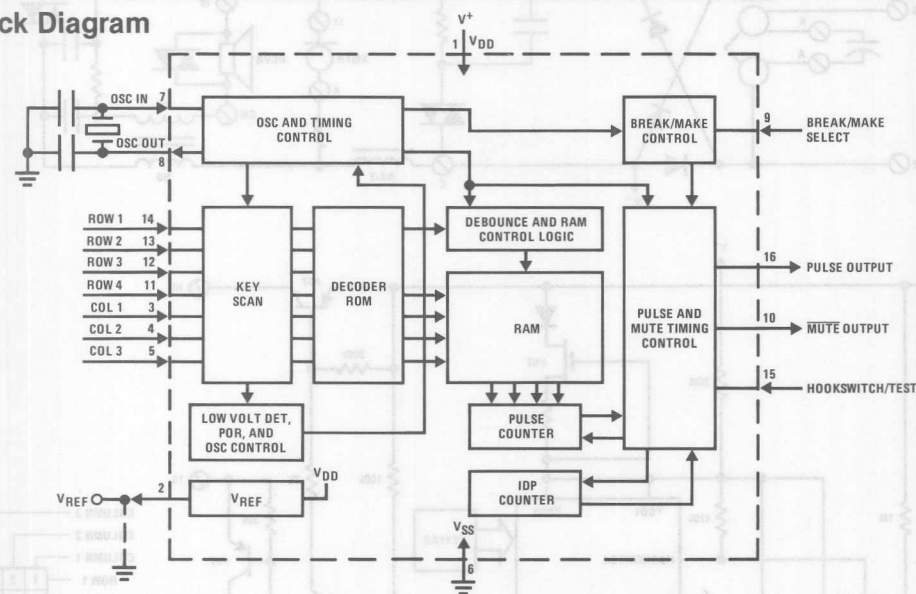 ck Diagram
V+
1 VDD
OSC IN 7
OSC OUT
8
OSC AND TIMING
CONTROL
BREAK/MAKE
CONTROL
9
BREAK/MAKE
SELECT
ROW 1 14
ROW 2 13
ROW 3 12
ROW 4 11
COL 1 3
COL 2 4
COL 3 5
KEY
SCAN
DECODER
ROM
DEBOUNCE AND RAM
CONTROL LOGIC
RAM
PULSE AND
MUTE TIMING
CONTROL
16
PULSE OUTPUT
10
MUTE OUTPUT
15
HOOKSWITCH/TEST
LOW VOLT DET,
POR, AND
OSC CONTROL
PULSE
COUNTER
IDP
COUNTER
VREF
2
VREF
VDD
VSS
6